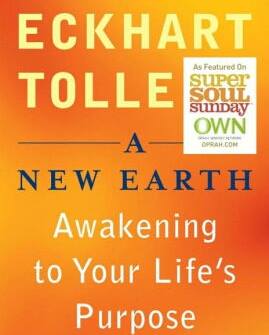 ECKHART
TOLLE
As Featured On
super
SOUL
sunday
OWN
OPRAH.COM
A
NEW EARTH
Awakening
to Your Life's
Purpose